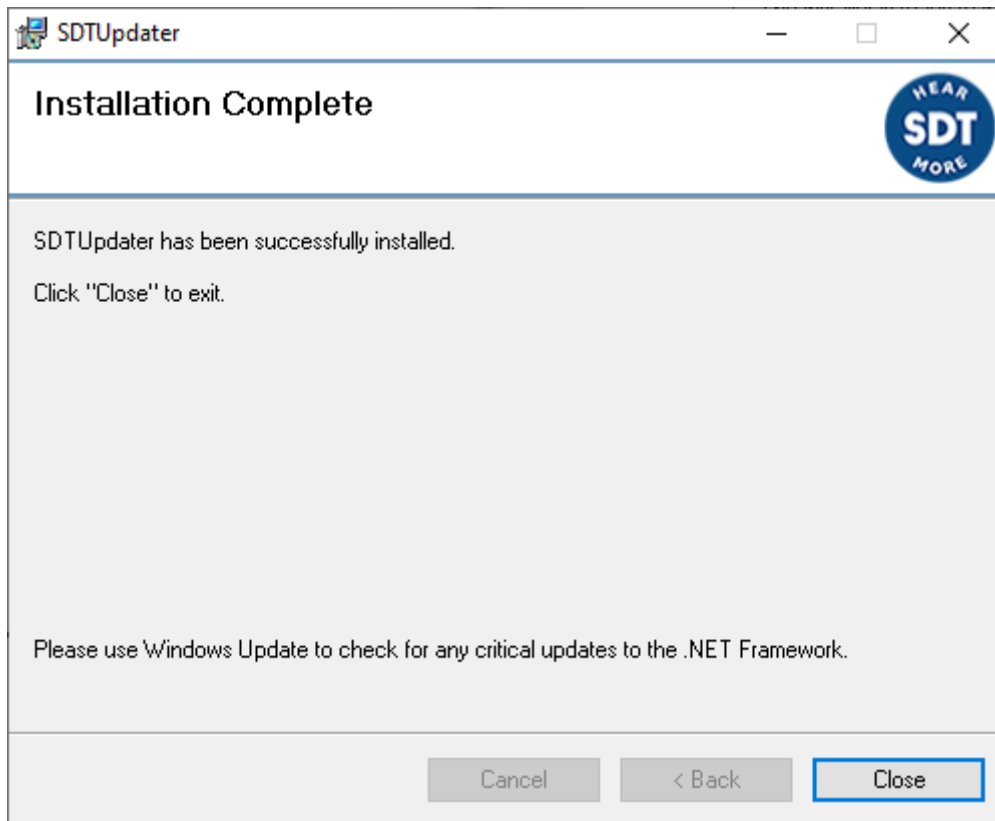 SDTUpdater
Installation Complete
HEAR
SDT
MORE
SDTUpdater has been successfully installed.
Click "Close" to exit.
Please use Windows Update to check for any critical updates to the .NET Framework.
Cancel
< Back
Close